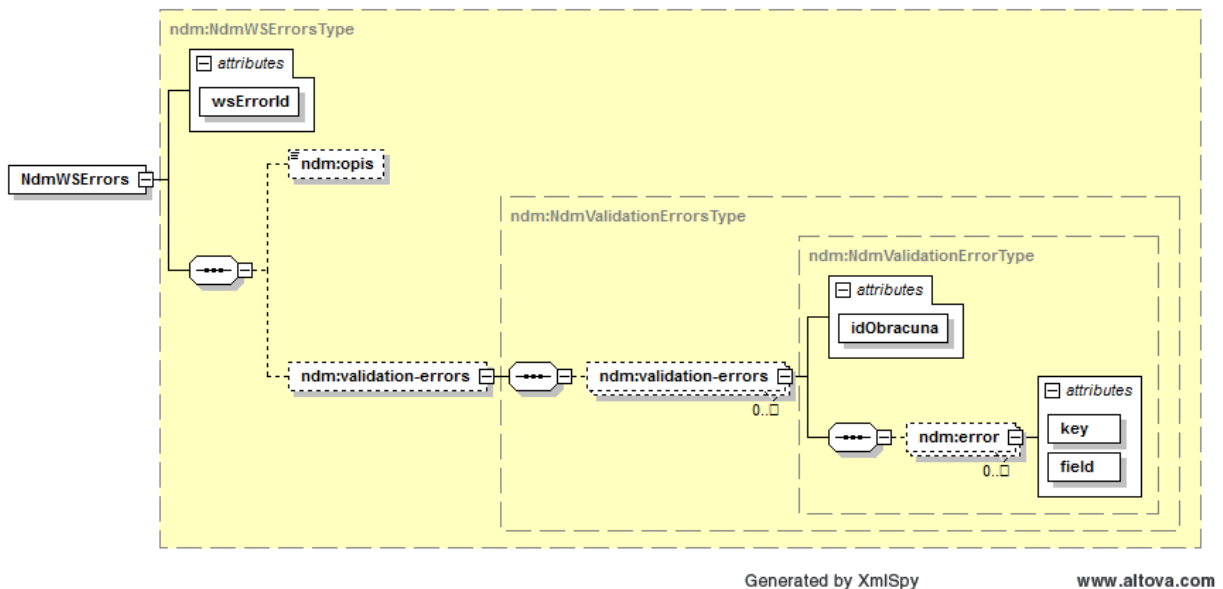 ndm:NdmWSErrorsType
attributes
wsErrorId
NdmWSErrors
ndm:opis
ndm:NdmValidationErrorsType
ndm:NdmValidationErrorType
attributes
idObracuna
ndm:validation-errors
ndm:validation-errors
0..□
attributes
key
field
ndm:error
0..□
Generated by XmlSpy
www.altova.com